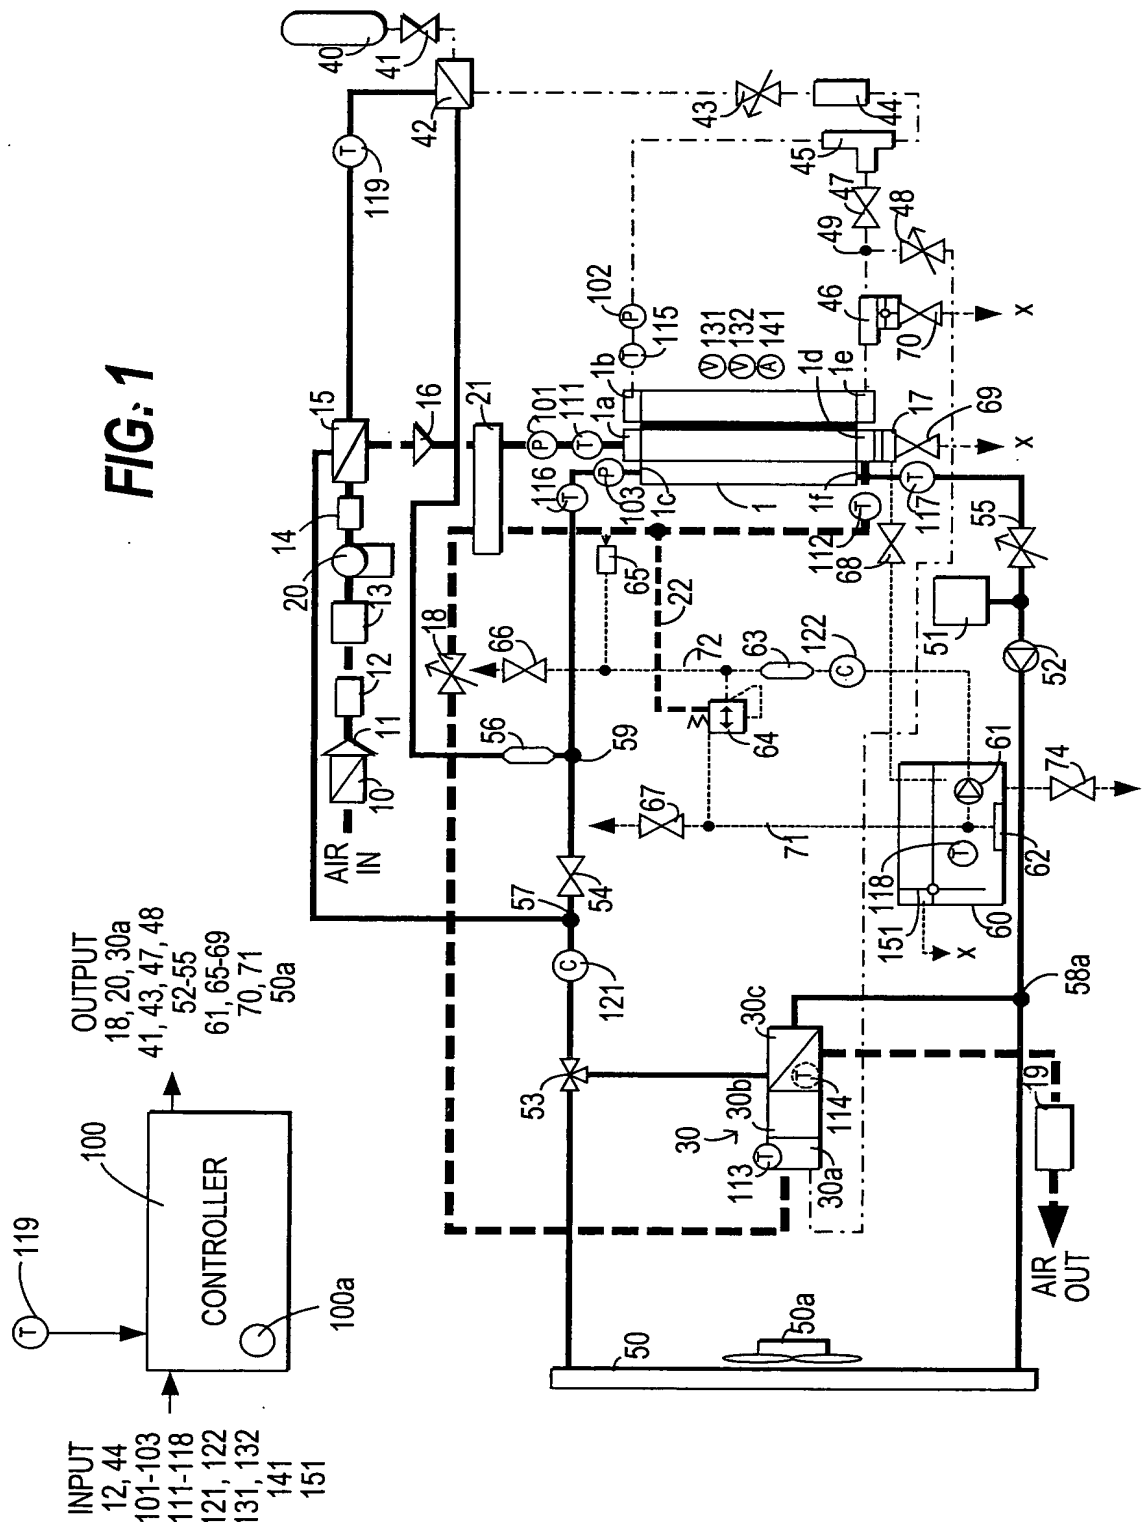 FIG. 1
INPUT
12, 44
101-103
111-118
121, 122
131, 132
141
151
T
119
100
CONTROLLER
100a
OUTPUT
18, 20, 30a
41, 43, 47, 48
52-55
61, 65-69
70, 71
50a
AIR
IN
10
11
12
13
20
14
15
16
T
119
40
41
42
43
44
45
47
49
48
46
70
X
21
P
101
T
111
1a
1b
T
115
P
102
V
131
V
132
A
141
1d
1e
17
69
X
T
116
P
103
1c
1
1f
T
112
T
117
68
55
51
52
65
22
18
66
72
63
122
C
64
56
59
67
71
61
74
62
118
T
151
60
X
54
57
C
121
53
58a
30c
30b
30
T
114
113
T
30a
19
AIR
OUT
50
50a